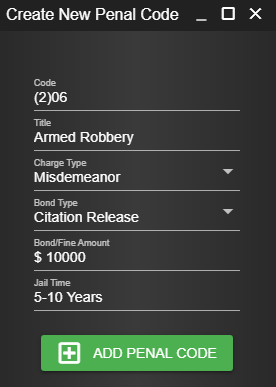 Create New Penal Code
Code
(2)06
Title
Armed Robbery
Charge Type
Misdemeanor
Bond Type
Citation Release
Bond/Fine Amount
$ 10000
Jail Time
5-10 Years
ADD PENAL CODE